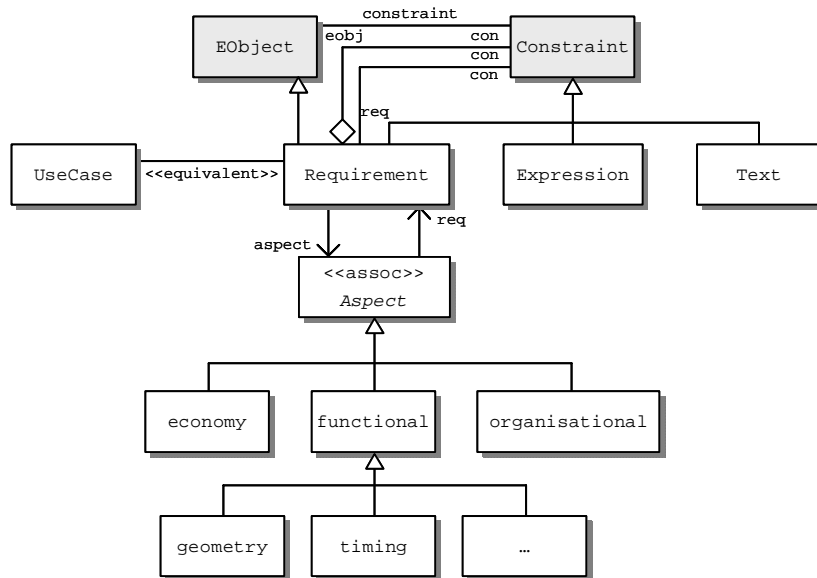 constraint
EObject
eobj
con
Constraint
con
con
req
UseCase
<<equivalent>>
Requirement
Expression
Text
req
aspect
<<assoc>>
Aspect
economy
functional
organisational
geometry
timing
…